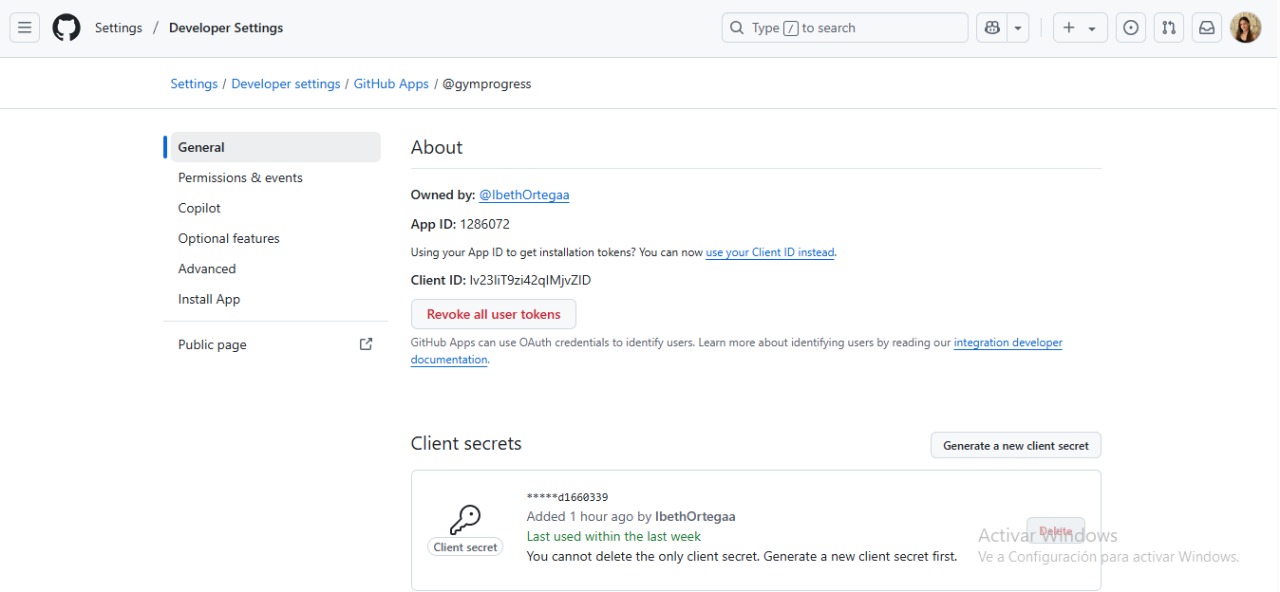 Settings / Developer Settings
Type / to search
Settings / Developer settings / GitHub Apps / @gymprogress
General
Permissions & events
Copilot
Optional features
Advanced
Install App
Public page
About
Owned by: @IbethOrtegaa
App ID: 1286072
Using your App ID to get installation tokens? You can now use your Client ID instead.
Client ID: Iv23liT9zi42qIMjvZlD
Revoke all user tokens
GitHub Apps can use OAuth credentials to identify users. Learn more about identifying users by reading our integration developer
documentation.
Client secrets
Generate a new client secret
*****d1660339
Added 1 hour ago by IbethOrtegaa
Last used within the last week
You cannot delete the only client secret. Generate a new client secret first.
Client secret
Delete
Activar Windows
Ve a Configuración para activar Windows.